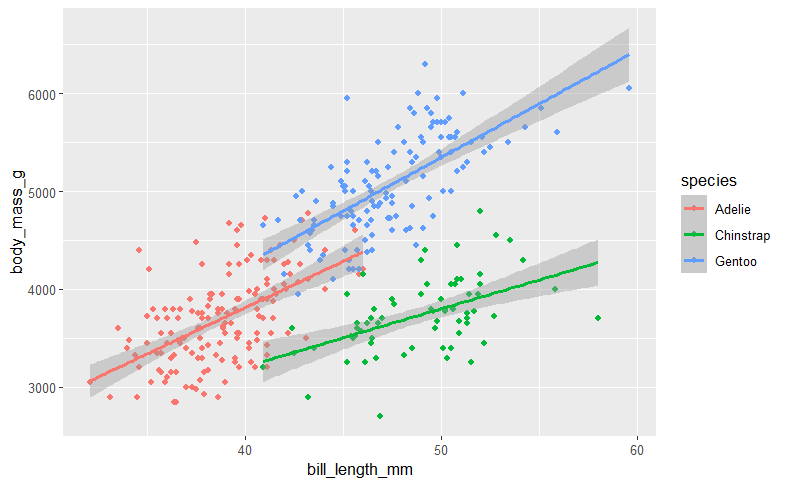 6000
5000
4000
3000
body_mass_g
40
50
60
bill_length_mm
species
Adelie
Chinstrap
Gentoo